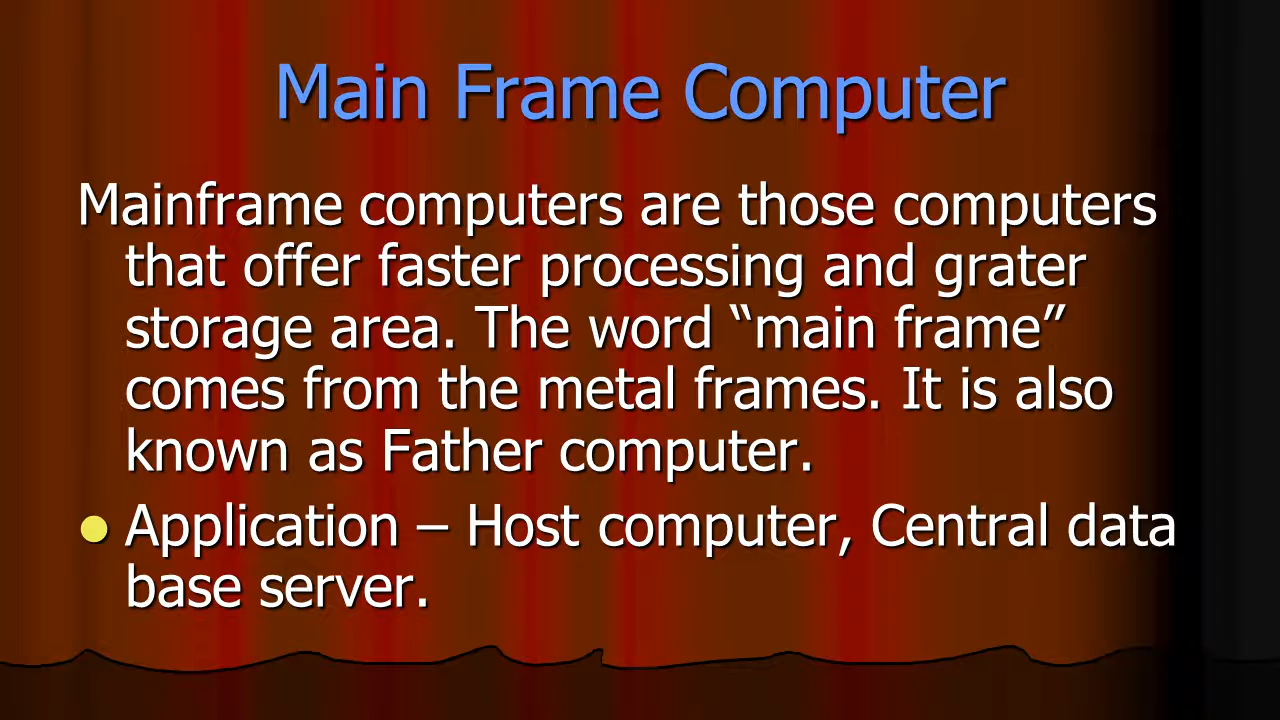 Main Frame Computer
Mainframe computers are those computers
that offer faster processing and grater
storage area. The word “main frame”
comes from the metal frames. It is also
known as Father computer.
Application – Host computer, Central data
base server.